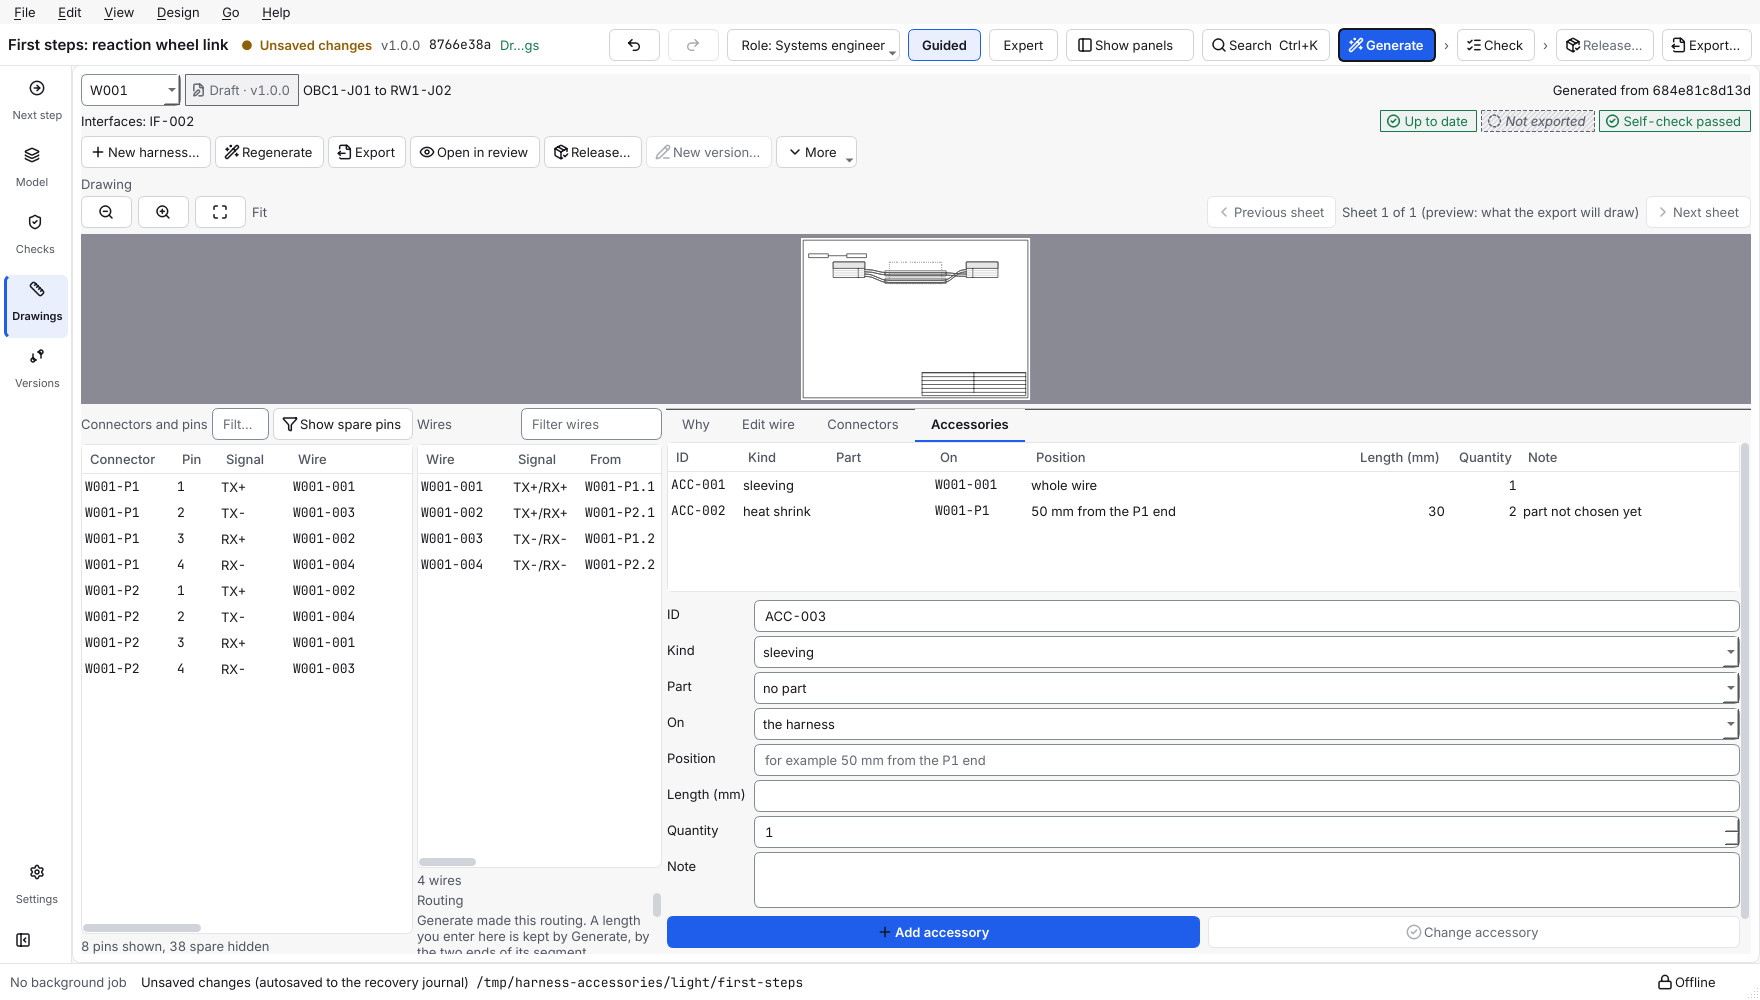 File Edit View Design Go Help
First steps: reaction wheel link Unsaved changes v1.0.0 8766e38a Dr...gs Role: Systems engineer Guided Expert Show panels Search Ctrl+K Generate › Check › Release... Export...
W001 Draft · v1.0.0 OBC1-J01 to RW1-J02 Generated from 684e81c8d13d
Interfaces: IF-002 Up to date Not exported Self-check passed
New harness... Regenerate Export Open in review Release... New version... More
Drawing
Fit Previous sheet Sheet 1 of 1 (preview: what the export will draw) Next sheet
Next step
Model
Checks
Drawings
Versions
Settings
Connectors and pins Filt... Show spare pins
Connector Pin Signal Wire
W001-P1 1 TX+ W001-001
W001-P1 2 TX- W001-003
W001-P1 3 RX+ W001-002
W001-P1 4 RX- W001-004
W001-P2 1 TX+ W001-002
W001-P2 2 TX- W001-004
W001-P2 3 RX+ W001-001
W001-P2 4 RX- W001-003
8 pins shown, 38 spare hidden
Wires Filter wires
Wire Signal From
W001-001 TX+/RX+ W001-P1.1
W001-002 TX+/RX+ W001-P2.1
W001-003 TX-/RX- W001-P1.2
W001-004 TX-/RX- W001-P2.2
4 wires
Routing
Generate made this routing. A length
you enter here is kept by Generate, by
the two ends of its segment.
Why Edit wire Connectors Accessories
ID Kind Part On Position Length (mm) Quantity Note
ACC-001 sleeving W001-001 whole wire 1
ACC-002 heat shrink W001-P1 50 mm from the P1 end 30 2 part not chosen yet
ID ACC-003
Kind sleeving
Part no part
On the harness
Position for example 50 mm from the P1 end
Length (mm)
Quantity 1
Note
Add accessory Change accessory
No background job Unsaved changes (autosaved to the recovery journal) /tmp/harness-accessories/light/first-steps Offline